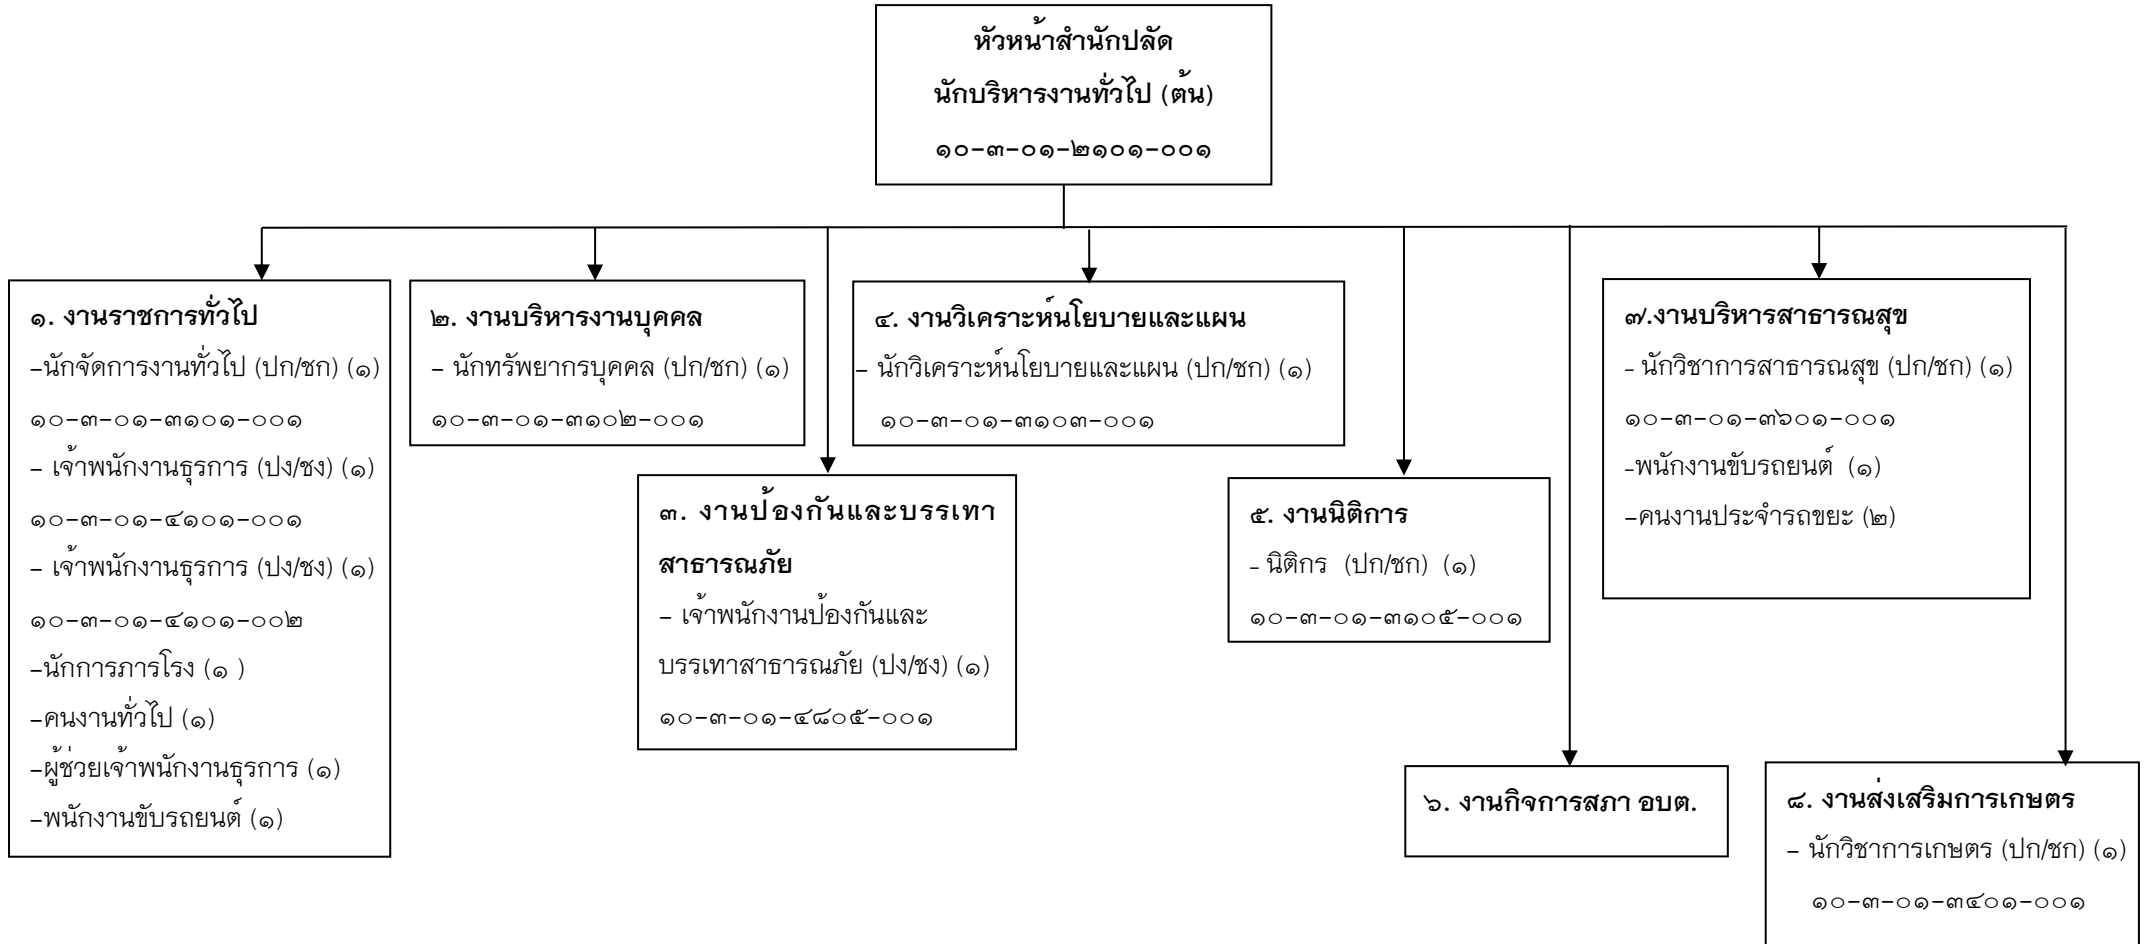 หัวหน้าสำนักปลัด
นักบริหารงานทั่วไป (ต้น)
๑๐-๓-๐๑-๒๑๐๑-๐๐๑
๑. งานราชการทั่วไป
-นักจัดการงานทั่วไป (ปก/ชก) (๑)
๑๐-๓-๐๑-๓๑๐๑-๐๐๑
- เจ้าพนักงานธุรการ (ปง/ชง) (๑)
๑๐-๓-๐๑-๔๑๐๑-๐๐๑
- เจ้าพนักงานธุรการ (ปง/ชง) (๑)
๑๐-๓-๐๑-๔๑๐๑-๐๐๒
-นักการภารโรง (๑ )
-คนงานทั่วไป (๑)
-ผู้ช่วยเจ้าพนักงานธุรการ (๑)
-พนักงานขับรถยนต์ (๑)
๒. งานบริหารงานบุคคล
- นักทรัพยากรบุคคล (ปก/ชก) (๑)
๑๐-๓-๐๑-๓๑๐๒-๐๐๑
๓. งานป้องกันและบรรเทา
สาธารณภัย
- เจ้าพนักงานป้องกันและ
บรรเทาสาธารณภัย (ปง/ชง) (๑)
๑๐-๓-๐๑-๔๘๐๕-๐๐๑
๔. งานวิเคราะห์นโยบายและแผน
- นักวิเคราะห์นโยบายและแผน (ปก/ชก) (๑)
๑๐-๓-๐๑-๓๑๐๓-๐๐๑
๕. งานนิติการ
- นิติกร (ปก/ชก) (๑)
๑๐-๓-๐๑-๓๑๐๕-๐๐๑
๖. งานกิจการสภา อบต.
๗.งานบริหารสาธารณสุข
- นักวิชาการสาธารณสุข (ปก/ชก) (๑)
๑๐-๓-๐๑-๓๖๐๑-๐๐๑
-พนักงานขับรถยนต์ (๑)
-คนงานประจำรถขยะ (๒)
๘. งานส่งเสริมการเกษตร
- นักวิชาการเกษตร (ปก/ชก) (๑)
๑๐-๓-๐๑-๓๔๐๑-๐๐๑